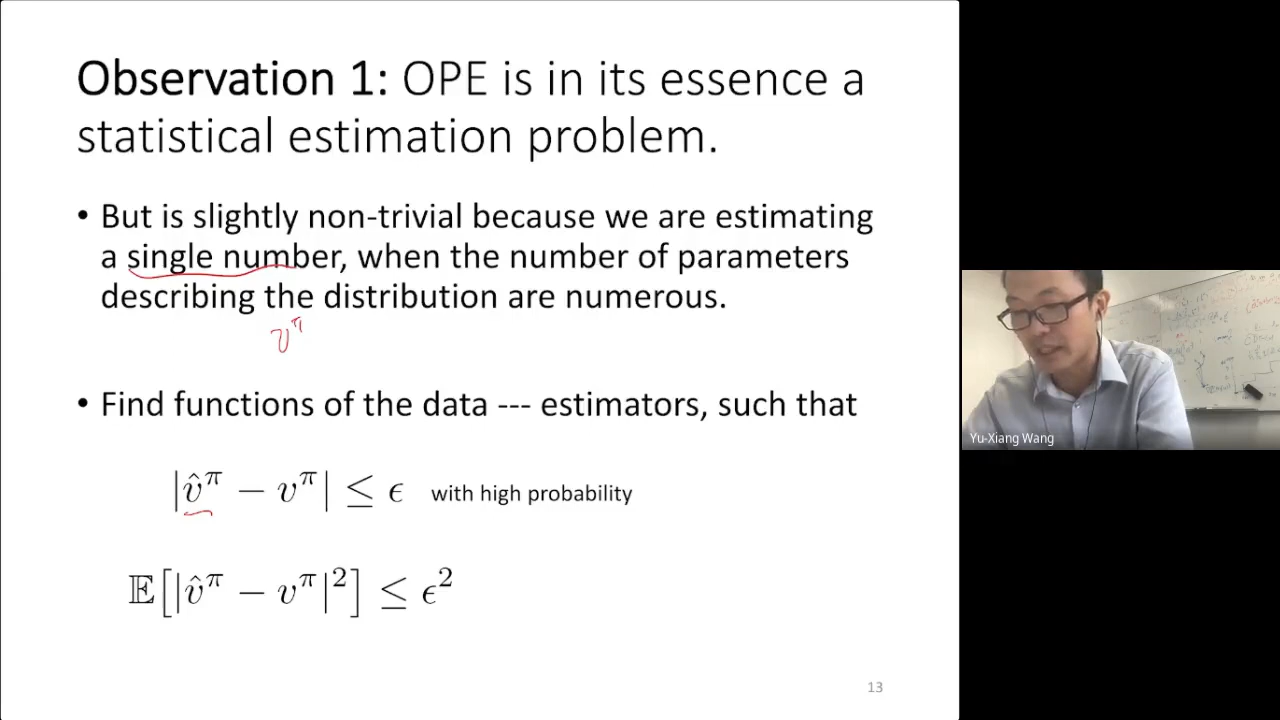 Observation 1: OPE is in its essence a
statistical estimation problem.
• But is slightly non-trivial because we are estimating
a single number, when the number of parameters
describing the distribution are numerous.
v^π
• Find functions of the data --- estimators, such that
|v̂^π − v^π| ≤ ϵ with high probability
𝔼[|v̂^π − v^π|²] ≤ ϵ²
13
Yu-Xiang Wang